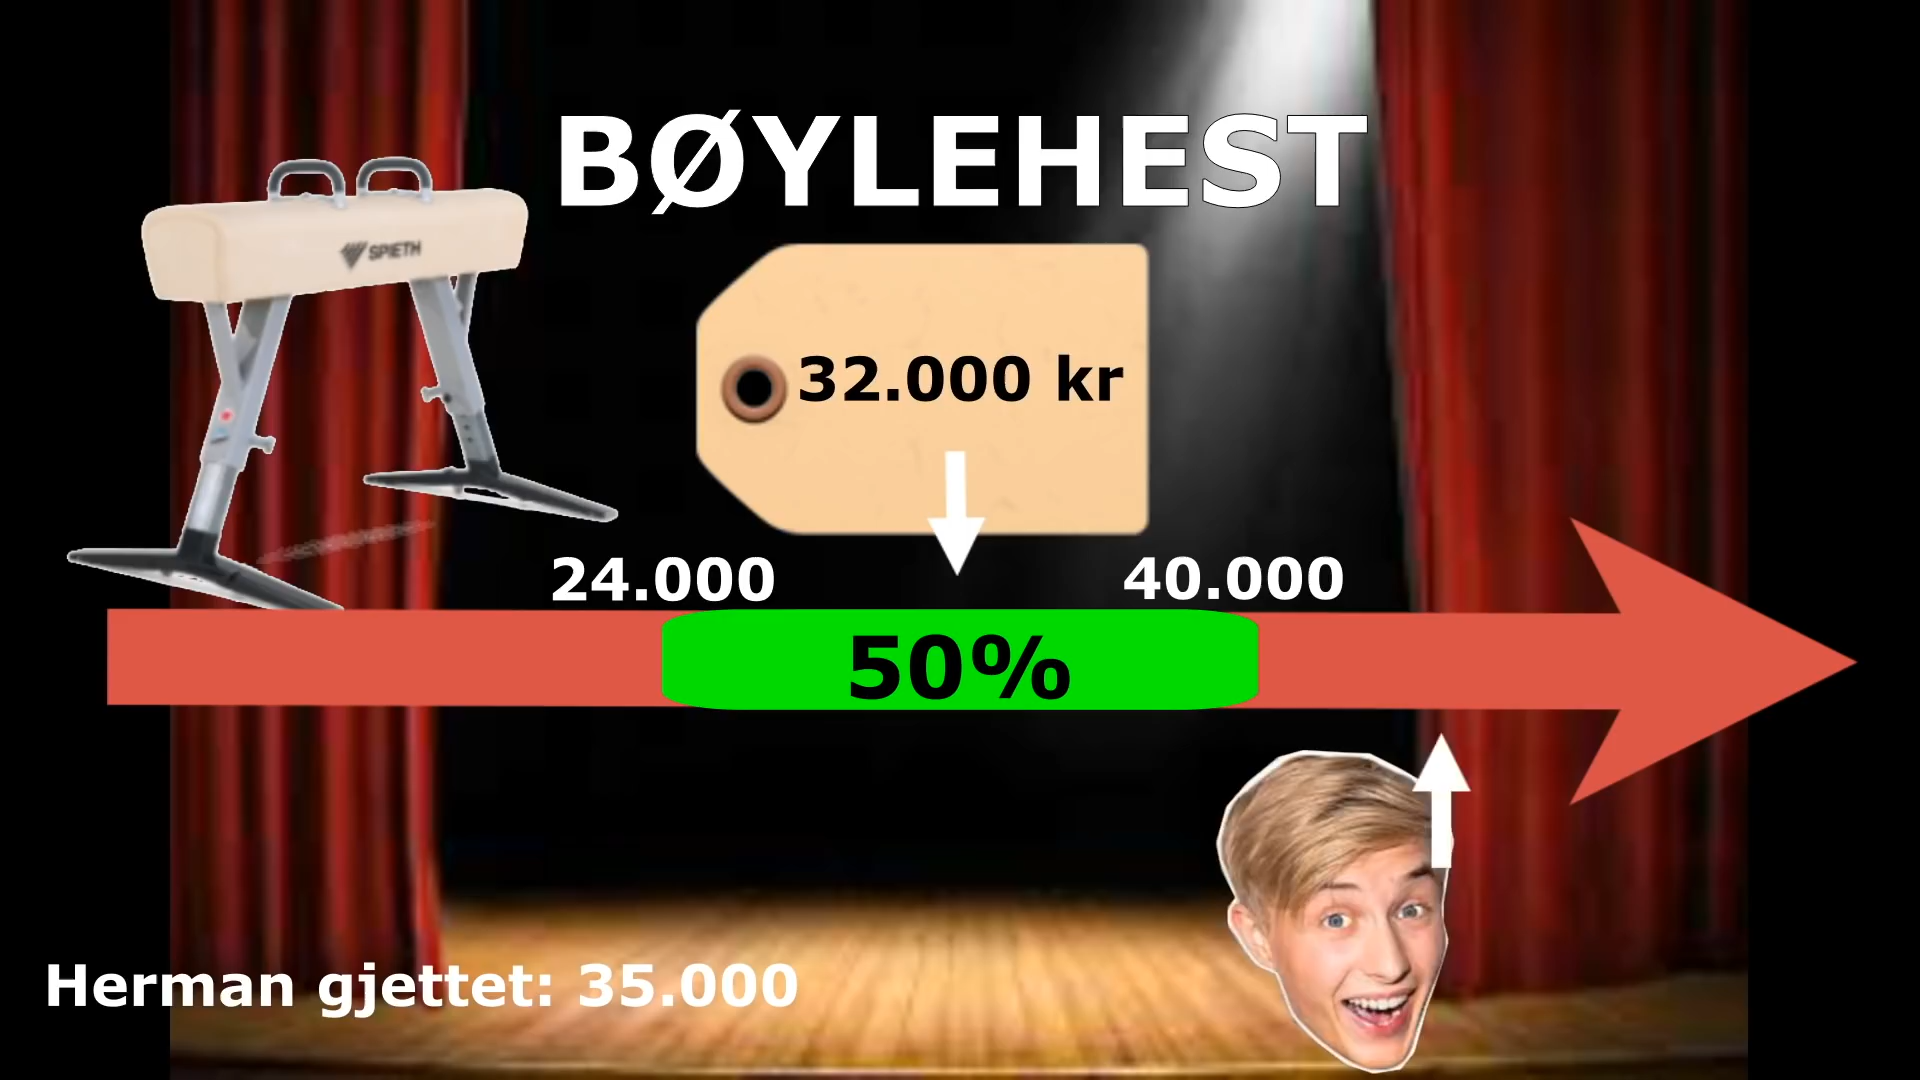 BØYLEHEST
SPIETH
32.000 kr
24.000
40.000
50%
Herman gjettet: 35.000